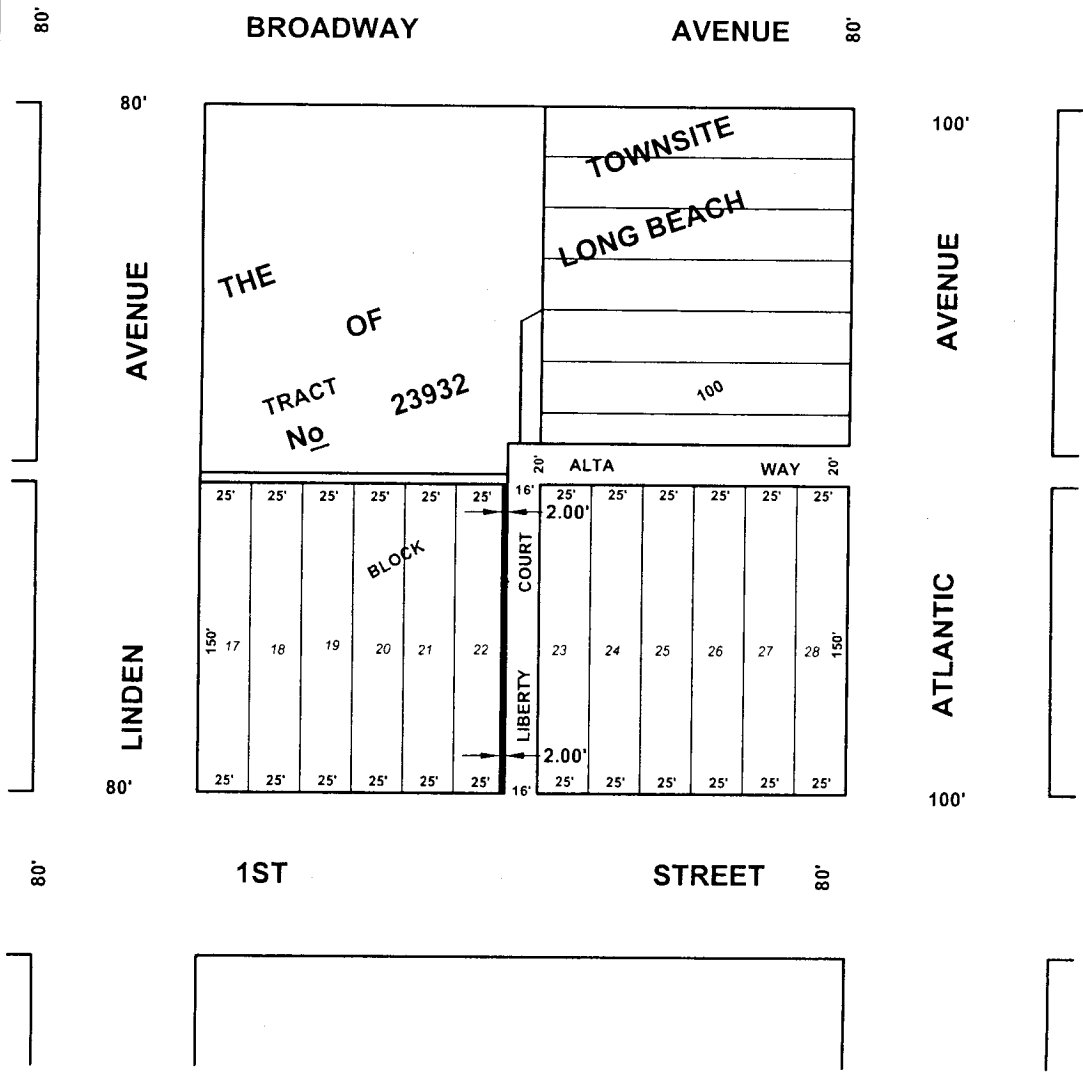 80'
BROADWAY AVENUE 80'
80'
100'
TOWNSITE
LONG BEACH
THE
OF
AVENUE
AVENUE
TRACT 23932
No
100
20' ALTA WAY 20'
25' 25' 25' 25' 25' 25' 16' 25' 25' 25' 25' 25' 25'
2.00'
BLOCK
COURT
150' 17 18 19 20 21 22 23 24 25 26 27 28 150'
LINDEN
LIBERTY
ATLANTIC
2.00'
25' 25' 25' 25' 25' 25' 16' 25' 25' 25' 25' 25' 25'
80'
100'
80'
1ST STREET 80'